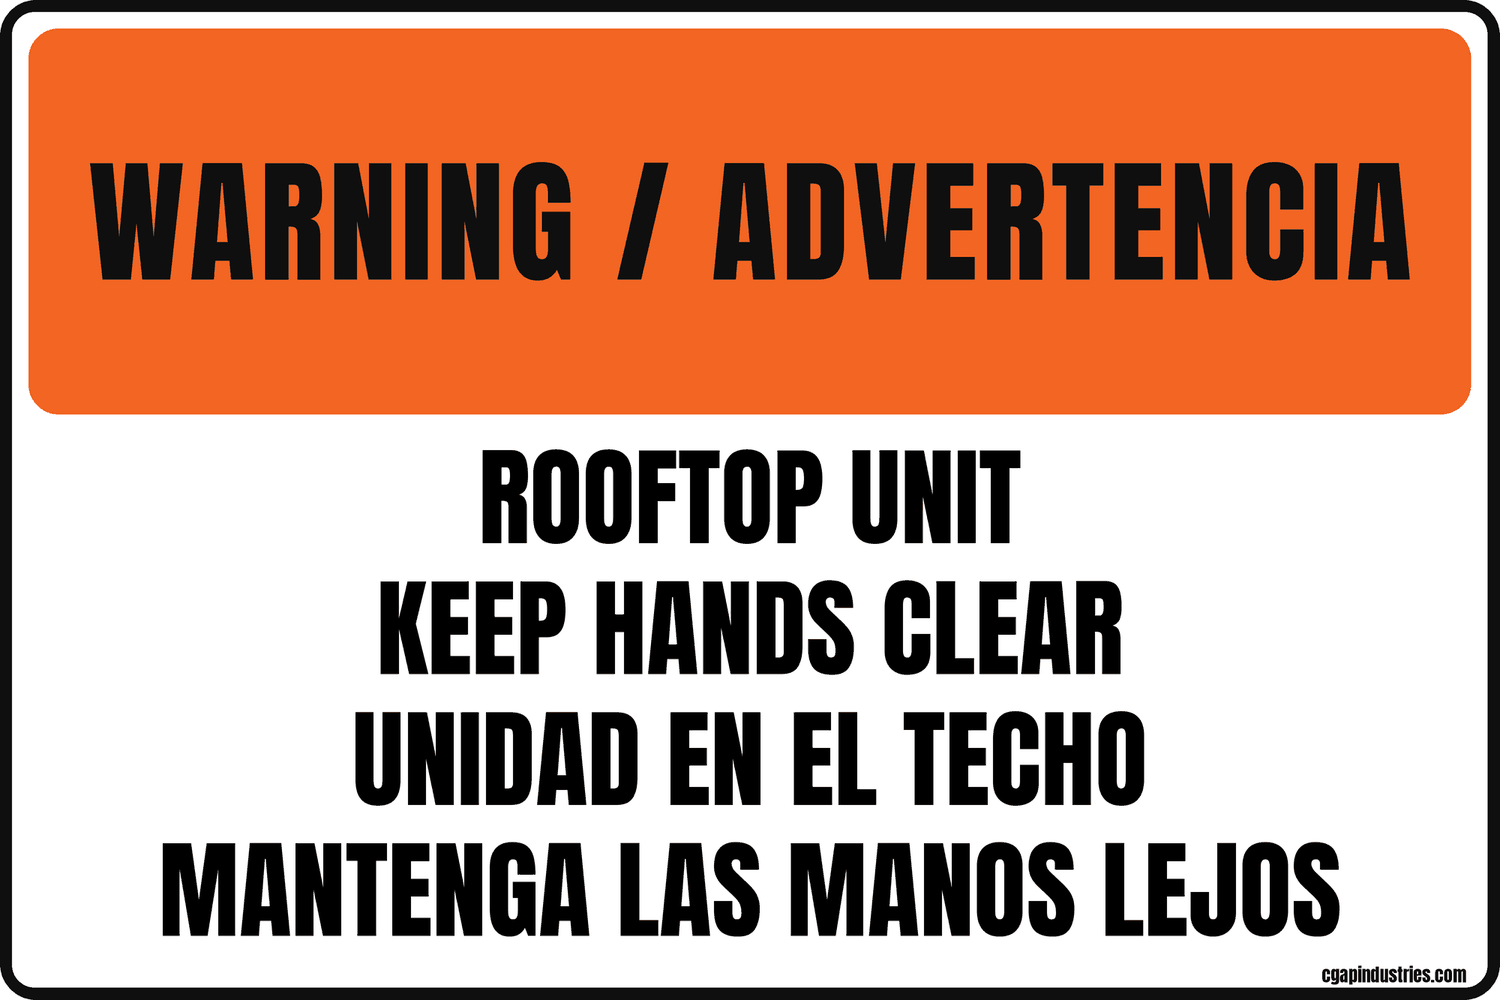 WARNING / ADVERTENCIA
ROOFTOP UNIT
KEEP HANDS CLEAR
UNIDAD EN EL TECHO
MANTENGA LAS MANOS LEJOS
cgapindustries.com